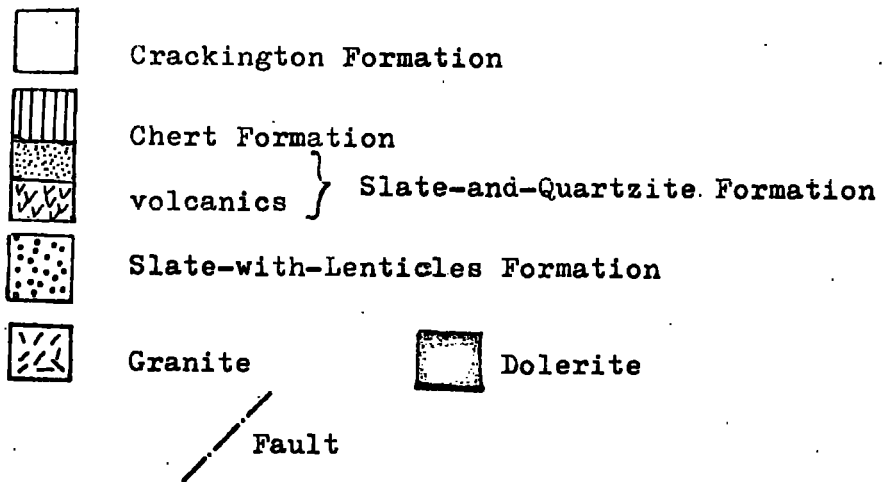 Crackington Formation
Chert Formation
volcanics } Slate-and-Quartzite. Formation
Slate-with-Lenticles Formation
Granite
Dolerite
Fault